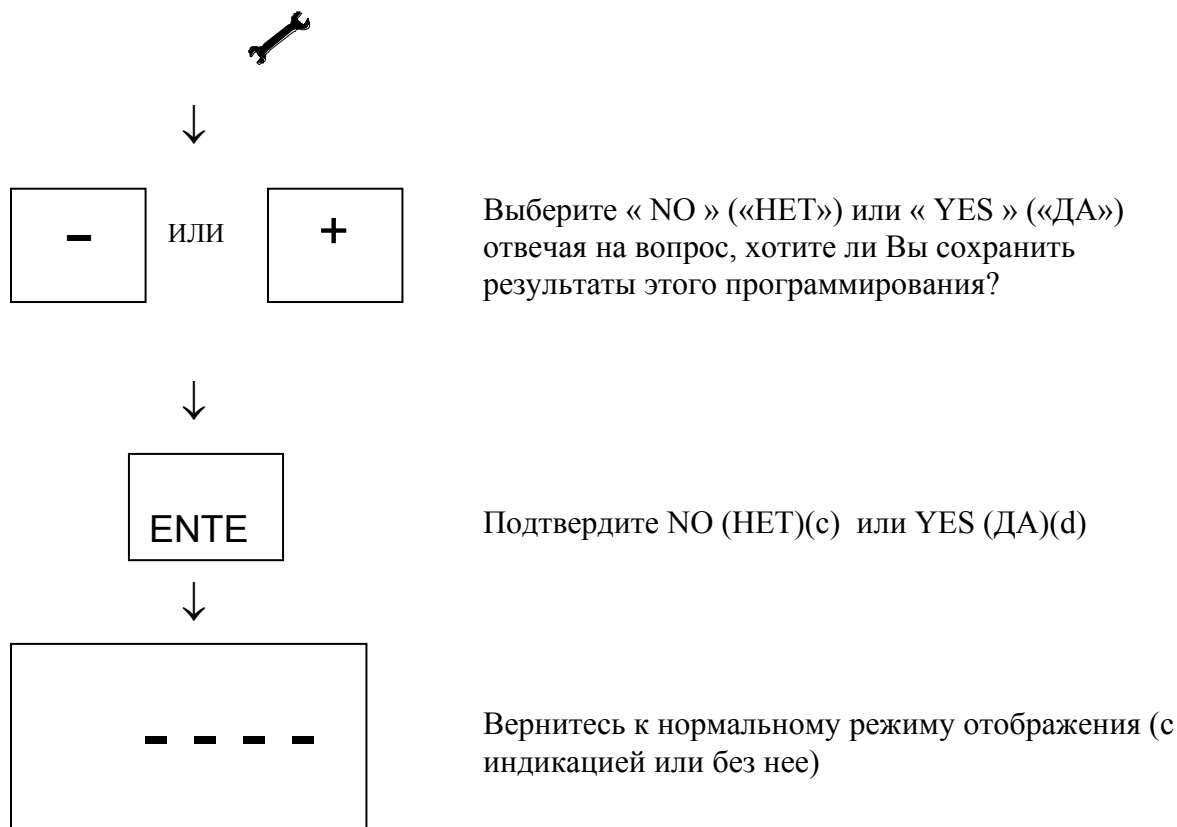 ↓
- или +
Выберите « NO » («НЕТ») или « YES » («ДА»)
отвечая на вопрос, хотите ли Вы сохранить
результаты этого программирования?
↓
ENTE
Подтвердите NO (НЕТ)(c) или YES (ДА)(d)
↓
- - - -
Вернитесь к нормальному режиму отображения (с
индикацией или без нее)